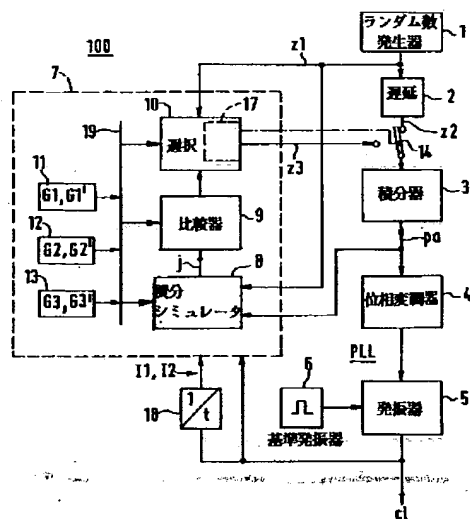 100
ランダム数
発生器
1
z1
7
10
17
19
選択
遅延
2
z2
14
z3
11
G1,G1'
比較器
9
積分器
3
12
G2,G2'
pa
13
G3,G3'
j
8
積分
シミュレータ
位相変調器
4
PLL
I1,I2
1
t
18
6
基準発振器
発振器
5
cl